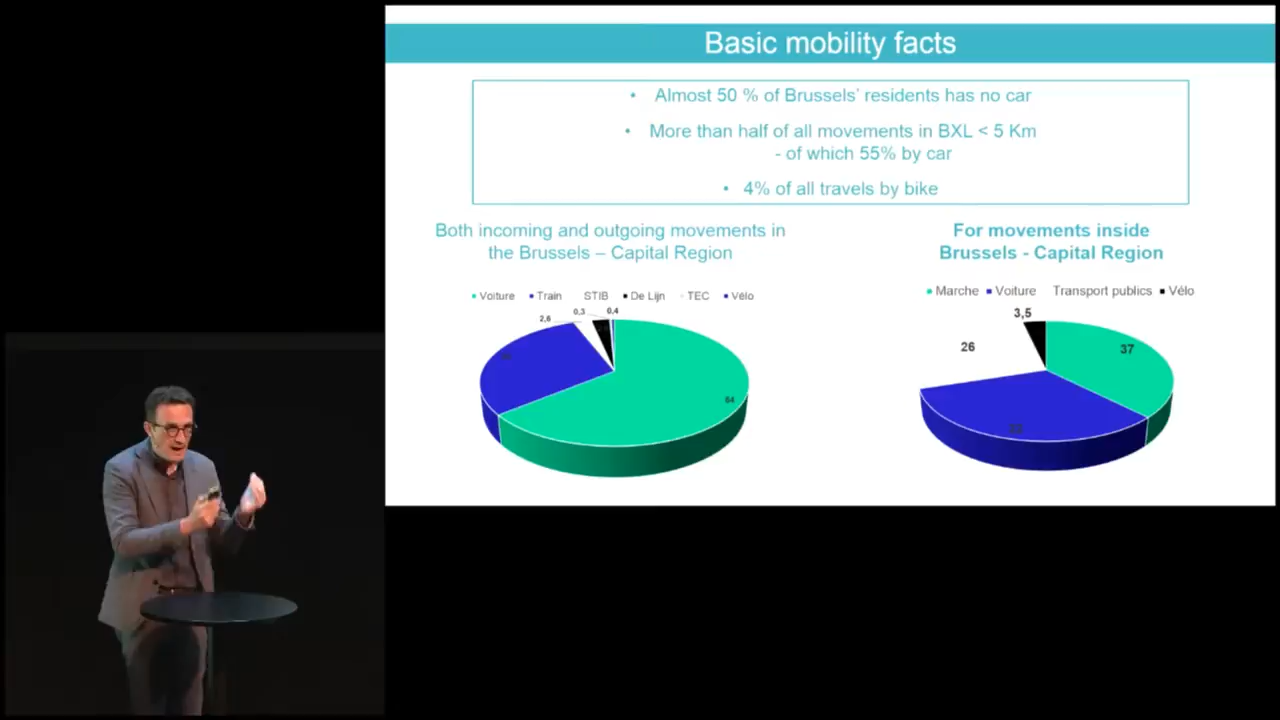 Basic mobility facts
• Almost 50 % of Brussels' residents has no car
• More than half of all movements in BXL < 5 Km
- of which 55% by car
• 4% of all travels by bike
Both incoming and outgoing movements in
the Brussels – Capital Region
Voiture Train STIB De Lijn TEC Vélo
2,6 0,3 0,4
64
For movements inside
Brussels - Capital Region
Marche Voiture Transport publics Vélo
3,5
26
37